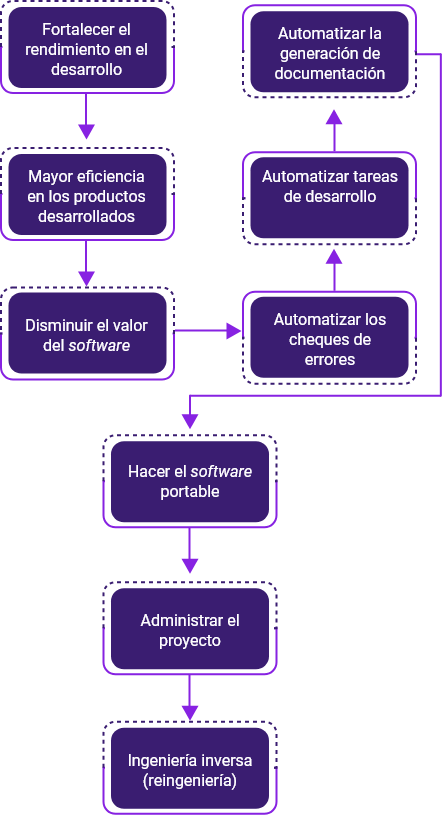 Fortalecer el
rendimiento en el
desarrollo
Mayor eficiencia
en los productos
desarrollados
Disminuir el valor
del software
Automatizar los
cheques de
errores
Automatizar tareas
de desarrollo
Automatizar la
generación de
documentación
Hacer el software
portable
Administrar el
proyecto
Ingeniería inversa
(reingeniería)